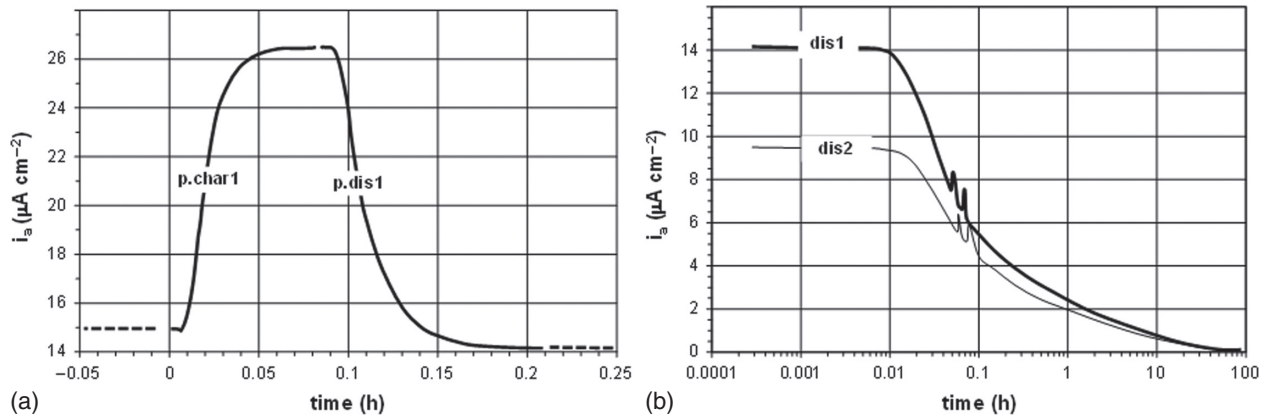 26
24
22
20
18
16
14
−0.05
0
0.05
0.1
0.15
0.2
0.25
i_a (µA cm⁻²)
time (h)
p.char1
p.dis1
(a)
14
12
10
8
6
4
2
0
0.0001
0.001
0.01
0.1
1
10
100
i_a (µA cm⁻²)
time (h)
dis1
dis2
(b)